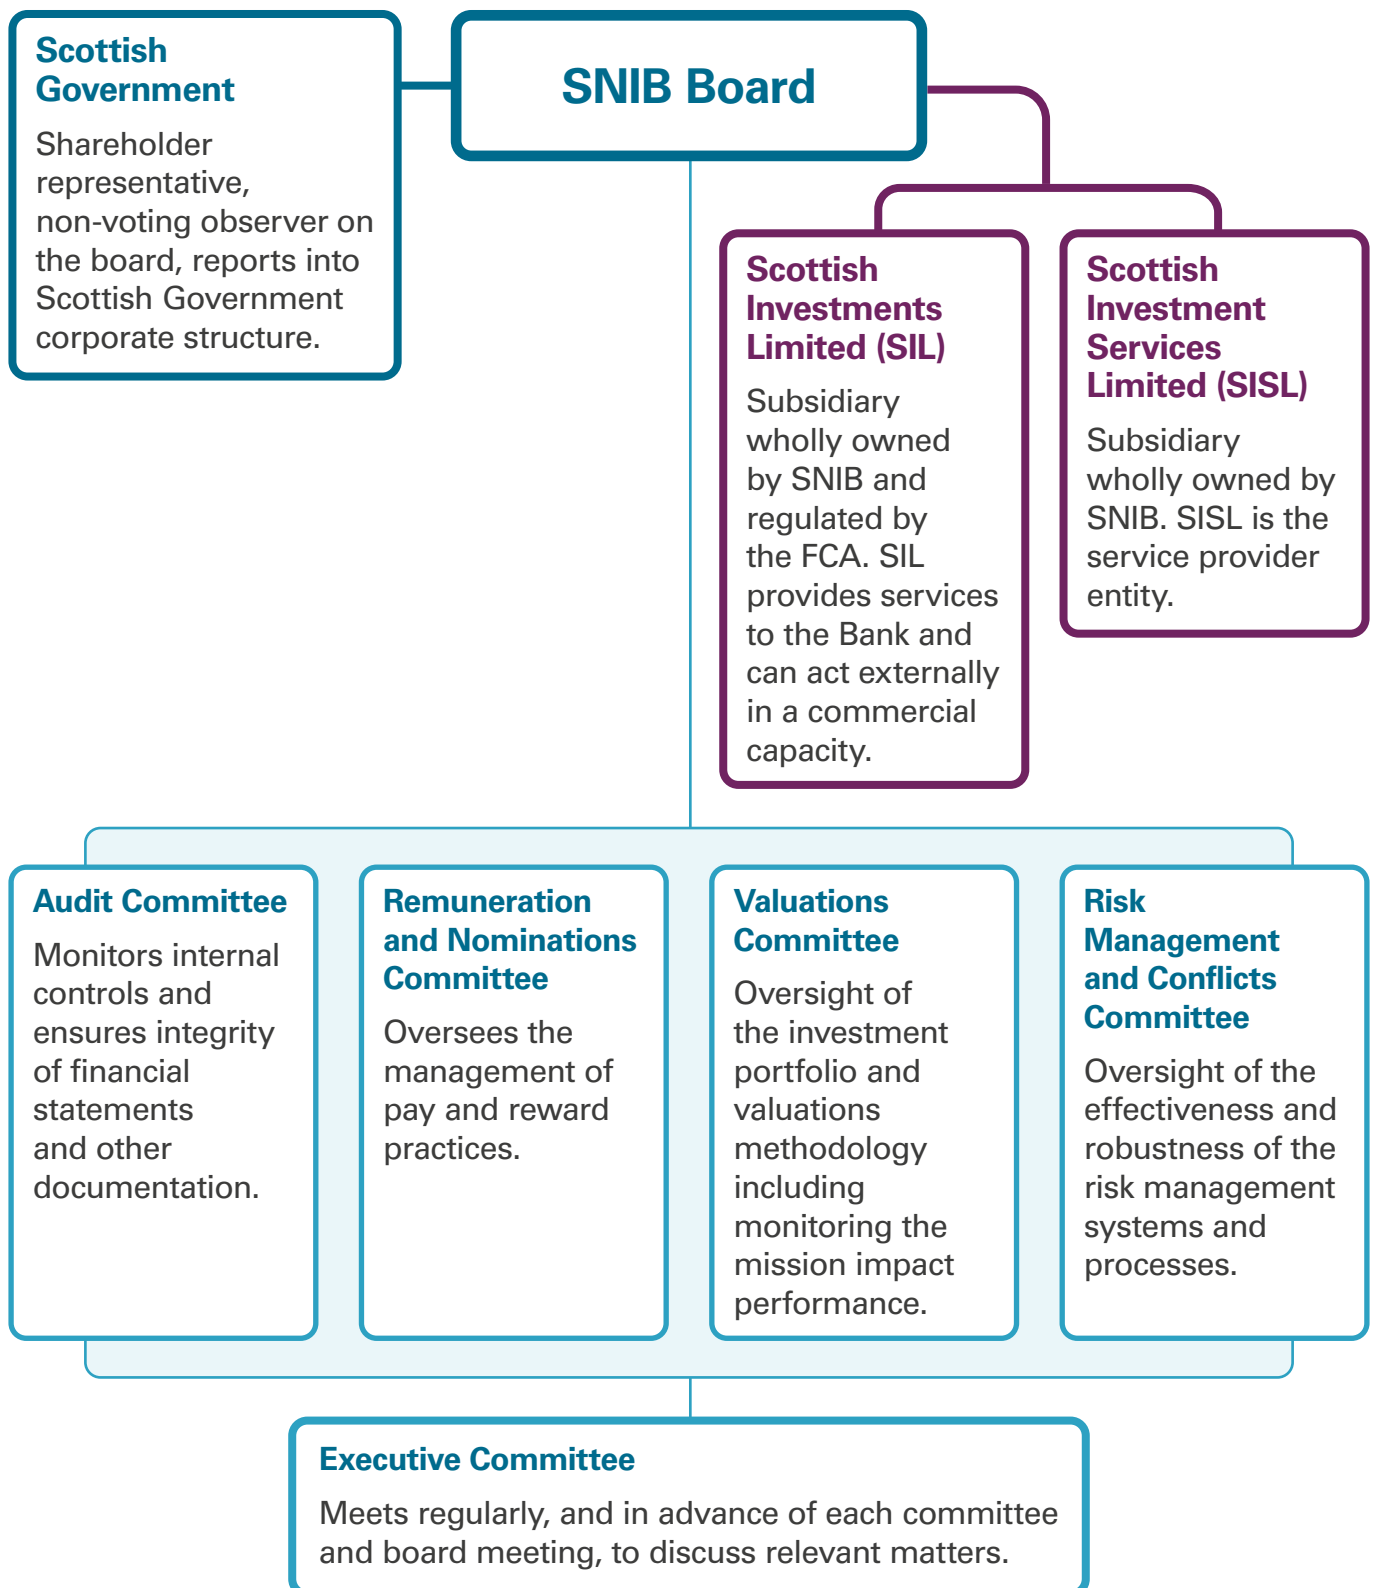 Scottish
Government
Shareholder
representative,
non-voting observer on
the board, reports into
Scottish Government
corporate structure.
SNIB Board
Scottish
Investments
Limited (SIL)
Subsidiary
wholly owned
by SNIB and
regulated by
the FCA. SIL
provides services
to the Bank and
can act externally
in a commercial
capacity.
Scottish
Investment
Services
Limited (SISL)
Subsidiary
wholly owned by
SNIB. SISL is the
service provider
entity.
Audit Committee
Monitors internal
controls and
ensures integrity
of financial
statements
and other
documentation.
Remuneration
and Nominations
Committee
Oversees the
management of
pay and reward
practices.
Valuations
Committee
Oversight of
the investment
portfolio and
valuations
methodology
including
monitoring the
mission impact
performance.
Risk
Management
and Conflicts
Committee
Oversight of the
effectiveness and
robustness of the
risk management
systems and
processes.
Executive Committee
Meets regularly, and in advance of each committee
and board meeting, to discuss relevant matters.